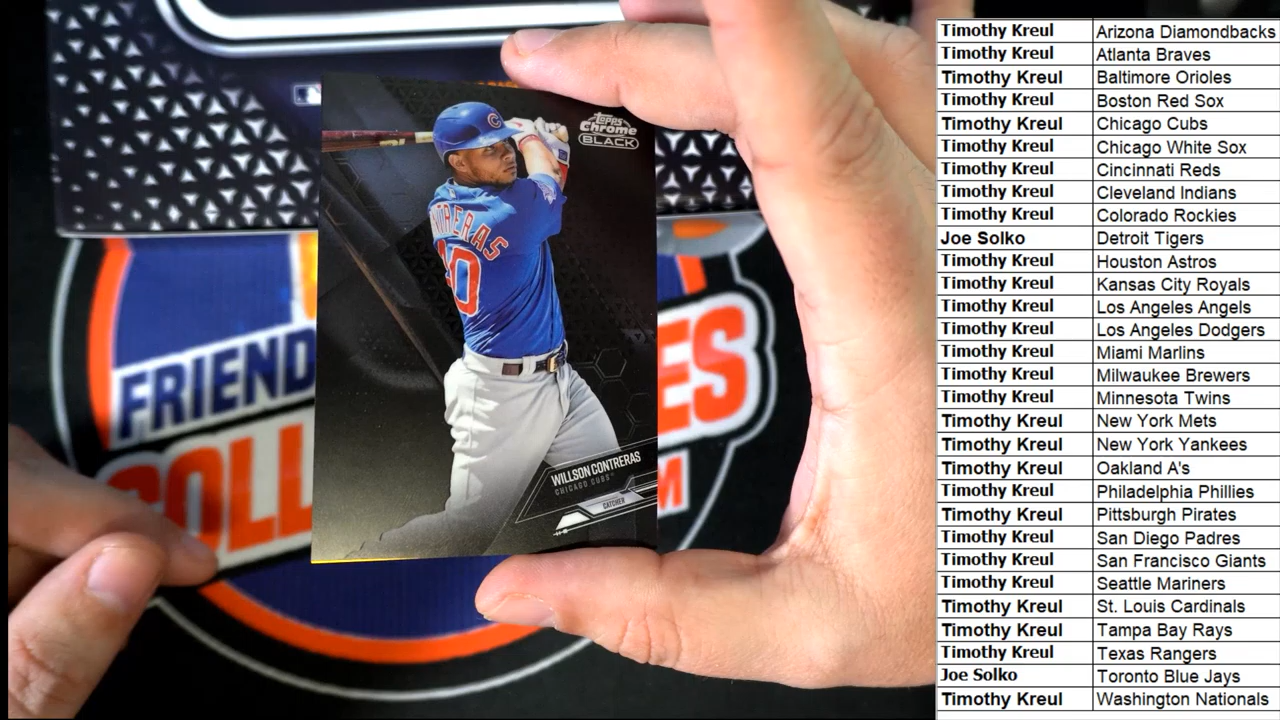 Topps
Chrome
BLACK
C
NTRERAS
40
WILLSON CONTRERAS
CHICAGO CUBS
CATCHER
FRIEND
COLL
ES
M
Timothy Kreul Arizona Diamondbacks
Timothy Kreul Atlanta Braves
Timothy Kreul Baltimore Orioles
Timothy Kreul Boston Red Sox
Timothy Kreul Chicago Cubs
Timothy Kreul Chicago White Sox
Timothy Kreul Cincinnati Reds
Timothy Kreul Cleveland Indians
Timothy Kreul Colorado Rockies
Joe Solko Detroit Tigers
Timothy Kreul Houston Astros
Timothy Kreul Kansas City Royals
Timothy Kreul Los Angeles Angels
Timothy Kreul Los Angeles Dodgers
Timothy Kreul Miami Marlins
Timothy Kreul Milwaukee Brewers
Timothy Kreul Minnesota Twins
Timothy Kreul New York Mets
Timothy Kreul New York Yankees
Timothy Kreul Oakland A's
Timothy Kreul Philadelphia Phillies
Timothy Kreul Pittsburgh Pirates
Timothy Kreul San Diego Padres
Timothy Kreul San Francisco Giants
Timothy Kreul Seattle Mariners
Timothy Kreul St. Louis Cardinals
Timothy Kreul Tampa Bay Rays
Timothy Kreul Texas Rangers
Joe Solko Toronto Blue Jays
Timothy Kreul Washington Nationals